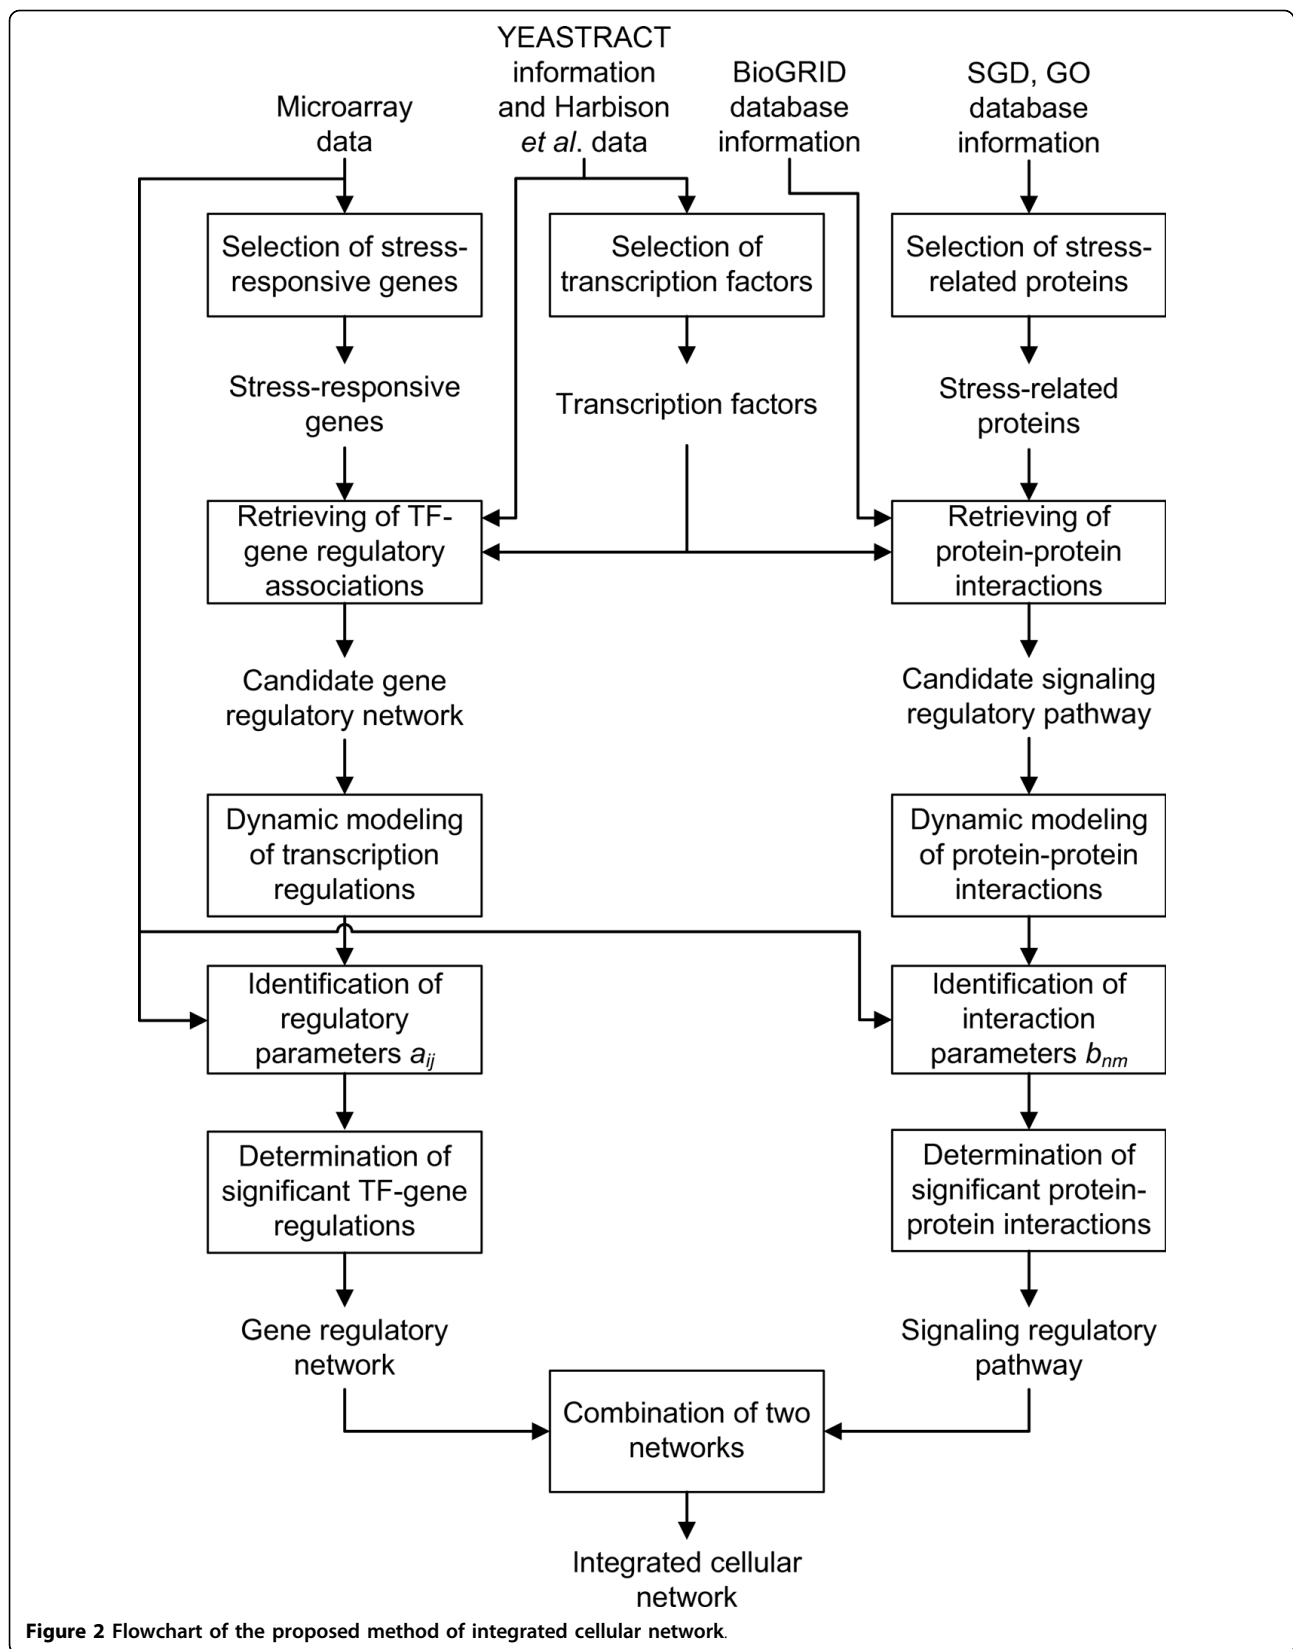 Microarray
data
YEASTRACT
information
and Harbison
et al. data
BioGRID
database
information
SGD, GO
database
information
Selection of stress-
responsive genes
Selection of
transcription factors
Selection of stress-
related proteins
Stress-responsive
genes
Transcription factors
Stress-related
proteins
Retrieving of TF-
gene regulatory
associations
Retrieving of
protein-protein
interactions
Candidate gene
regulatory network
Candidate signaling
regulatory pathway
Dynamic modeling
of transcription
regulations
Dynamic modeling
of protein-protein
interactions
Identification of
regulatory
parameters aij
Identification of
interaction
parameters bnm
Determination of
significant TF-gene
regulations
Determination of
significant protein-
protein interactions
Gene regulatory
network
Signaling regulatory
pathway
Combination of two
networks
Integrated cellular
network
Figure 2 Flowchart of the proposed method of integrated cellular network.